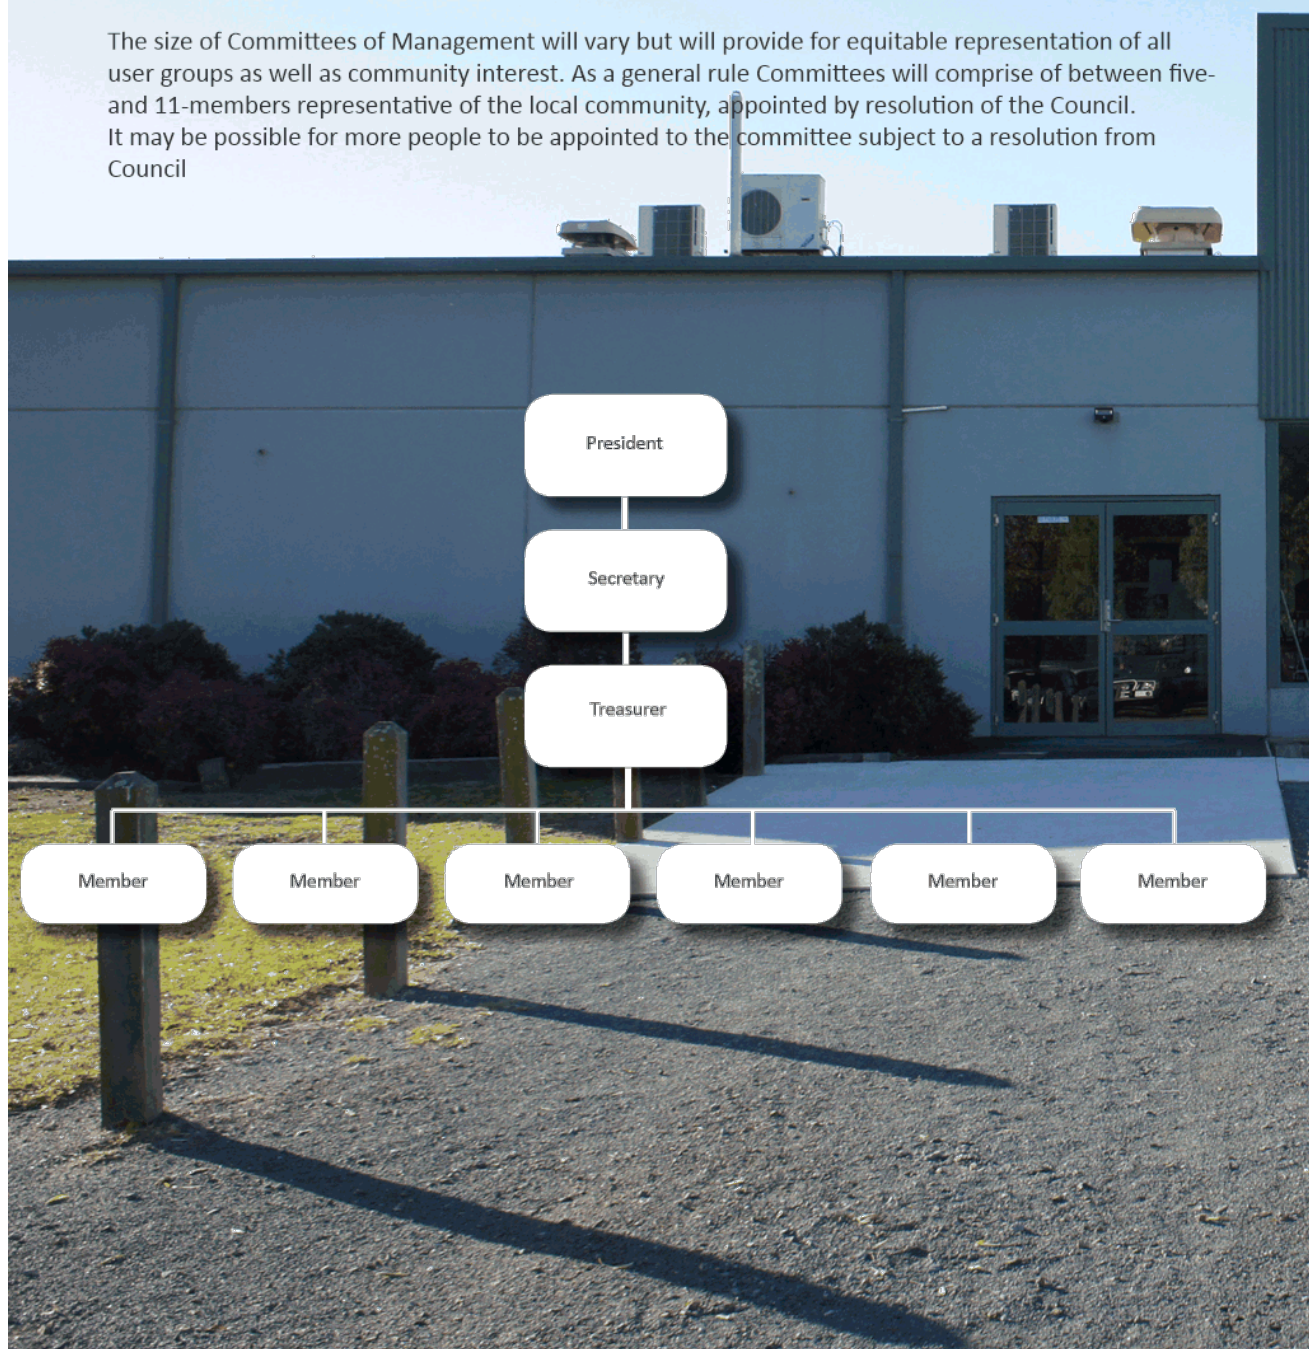 The size of Committees of Management will vary but will provide for equitable representation of all
user groups as well as community interest. As a general rule Committees will comprise of between five-
and 11-members representative of the local community, appointed by resolution of the Council.
It may be possible for more people to be appointed to the committee subject to a resolution from
Council
President
Secretary
Treasurer
Member
Member
Member
Member
Member
Member